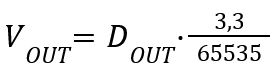 V_OUT = D_OUT · 3,3 / 65535